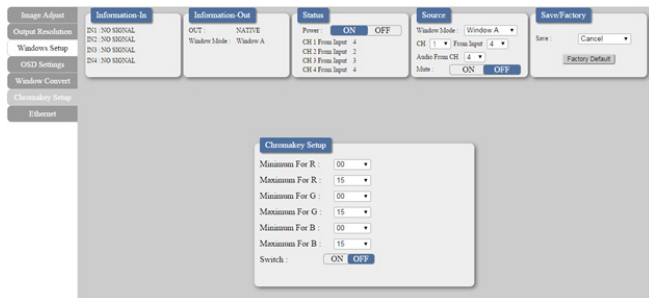 Image Adjust
Output Resolution
Windows Setup
OSD Settings
Window Convert
Chromakey Setup
Ethernet
Information-In
IN1 :NO SIGNAL
IN2 :NO SIGNAL
IN3 :NO SIGNAL
IN4 :NO SIGNAL
Information-Out
OUT : NATIVE
Window Mode : Window A
Status
Power : ON OFF
CH 1 From Input 4
CH 2 From Input 2
CH 3 From Input 3
CH 4 From Input 4
Source
Window Mode : Window A
CH 1 From Input 4
Audio From CH 4
Mute : ON OFF
Save/Factory
Save : Cancel
Factory Default
Chromakey Setup
Minimum For R : 00
Maximum For R : 15
Minimum For G : 00
Maximum For G : 15
Minimum For B : 00
Maximum For B : 15
Switch : ON OFF